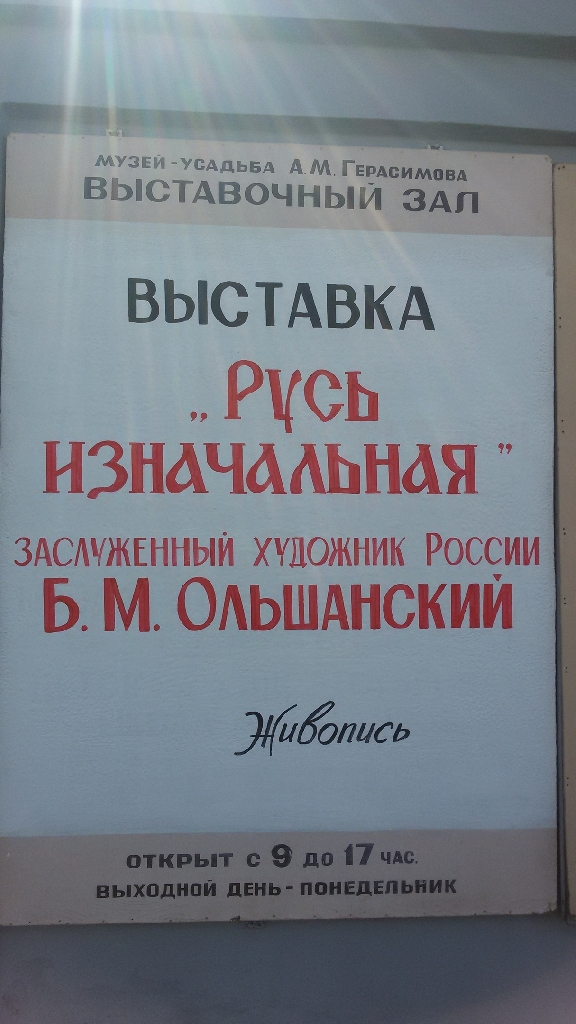 Музей-усадьба А.М. Герасимова
Выставочный зал
Выставка
„Русь
изначальная”
заслуженный художник России
Б. М. Ольшанский
Живопись
открыт с 9 до 17 час.
выходной день - понедельник